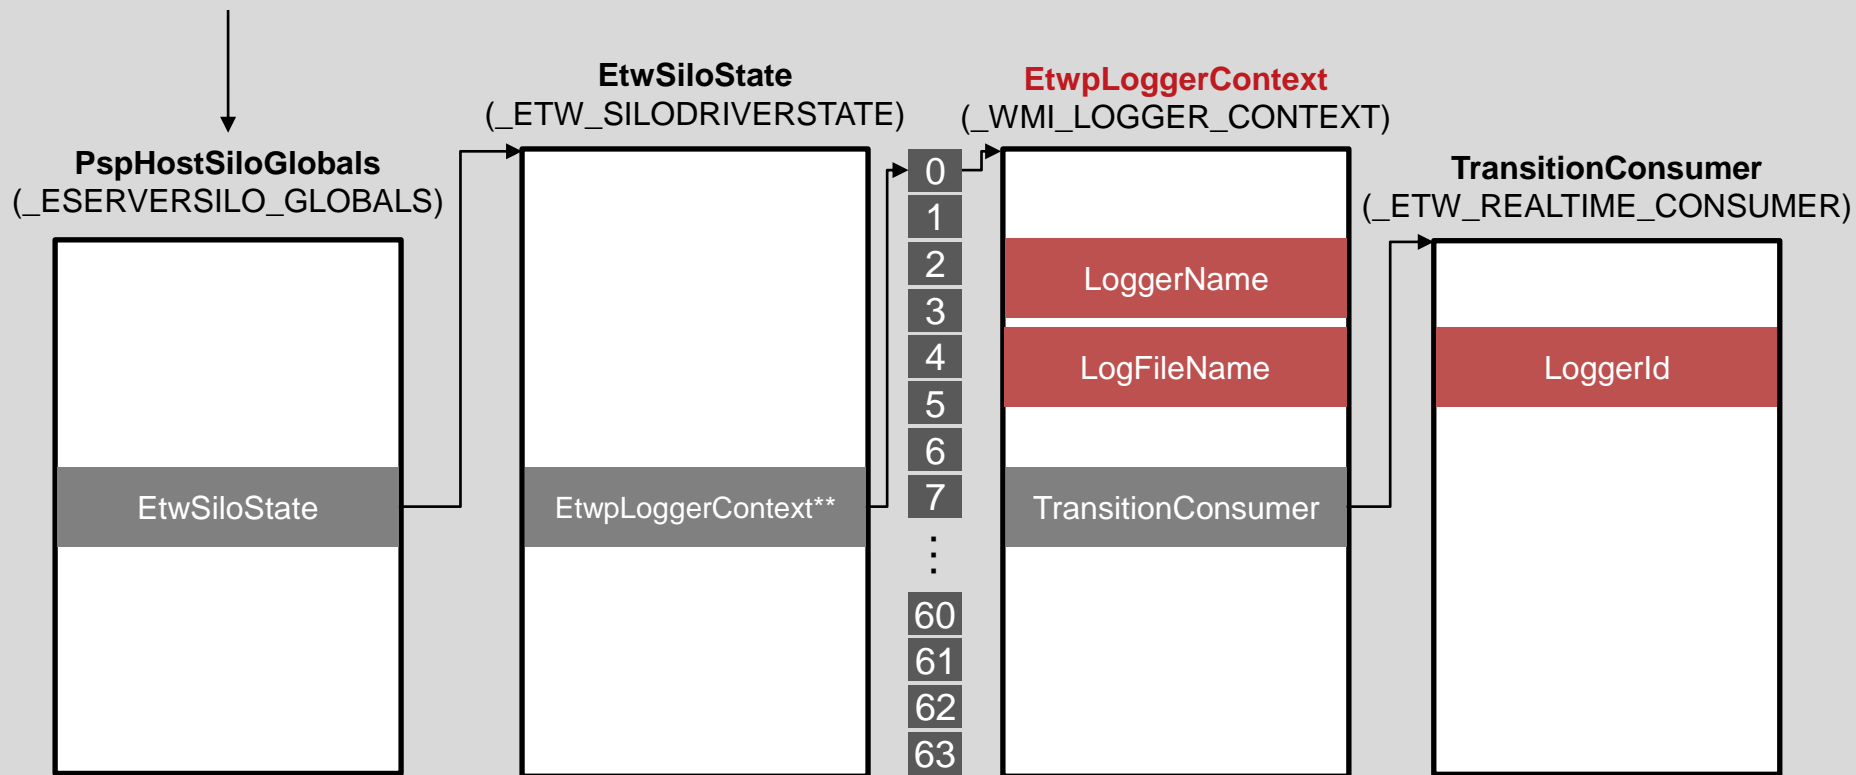 PspHostSiloGlobals
(_ESERVERSILO_GLOBALS)
EtwSiloState
EtwSiloState
(_ETW_SILODRIVERSTATE)
EtwpLoggerContext**
0
1
2
3
4
5
6
7
⋮
60
61
62
63
EtwpLoggerContext
(_WMI_LOGGER_CONTEXT)
LoggerName
LogFileName
TransitionConsumer
TransitionConsumer
(_ETW_REALTIME_CONSUMER)
LoggerId